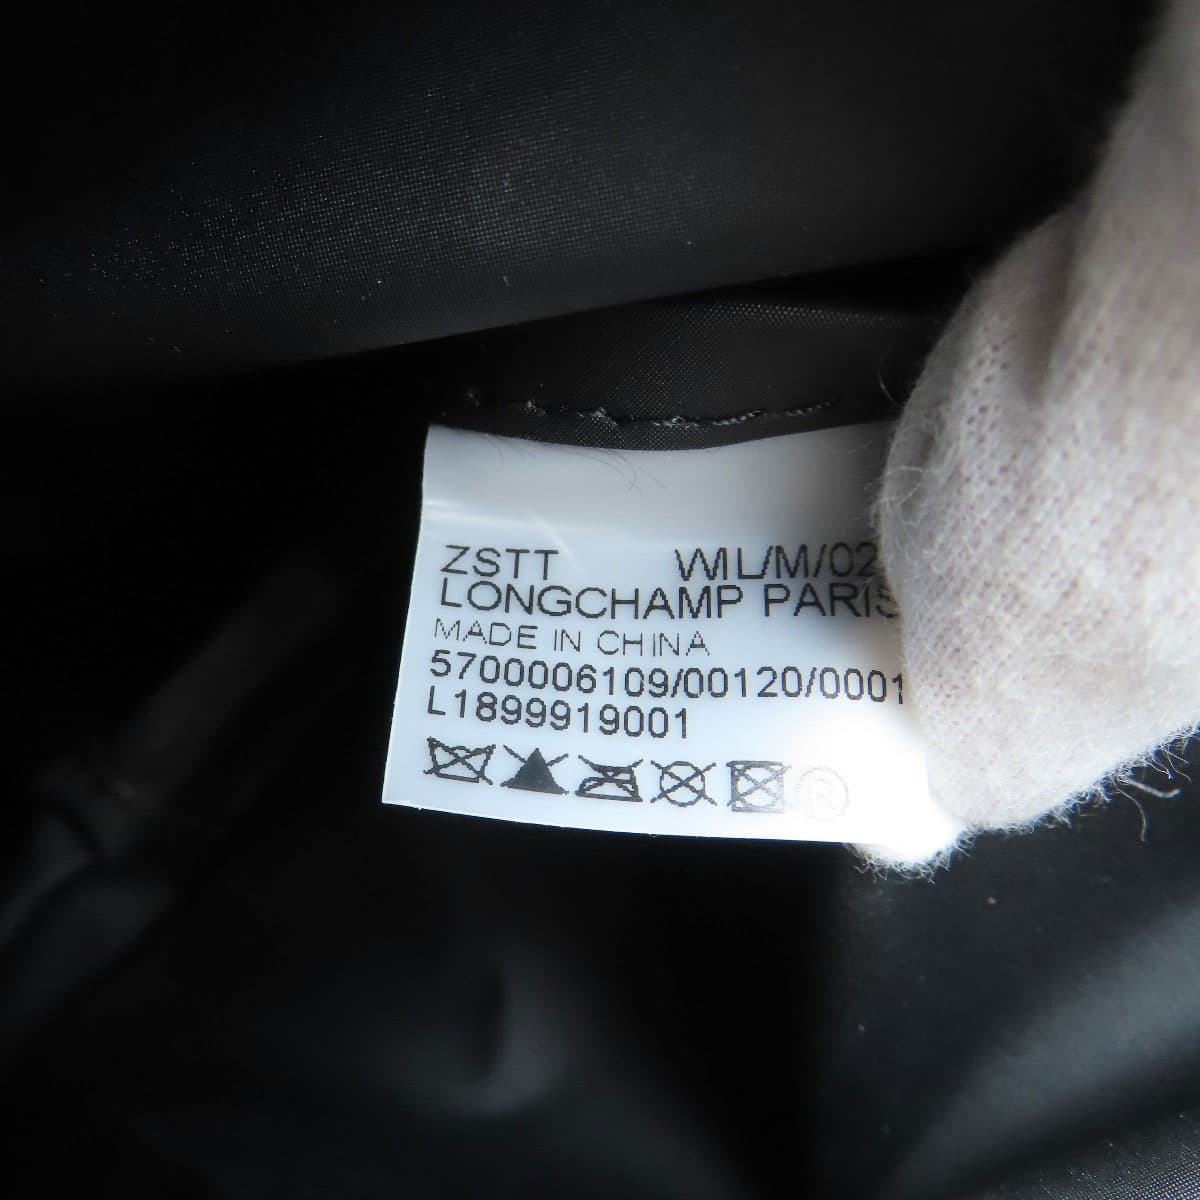 ZSTT WIL/M/02
LONGCHAMP PARIS
MADE IN CHINA
5700006109/00120/0001
L1899919001
®